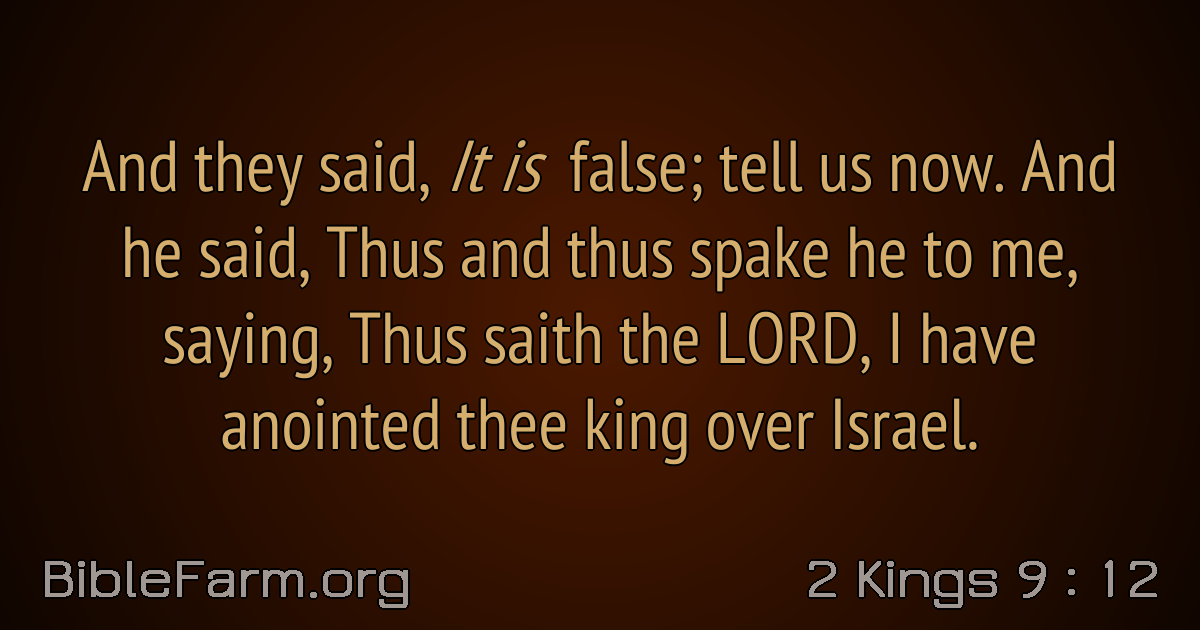 And they said, It is false; tell us now. And
he said, Thus and thus spake he to me,
saying, Thus saith the LORD, I have
anointed thee king over Israel.
BibleFarm.org
2 Kings 9 : 12